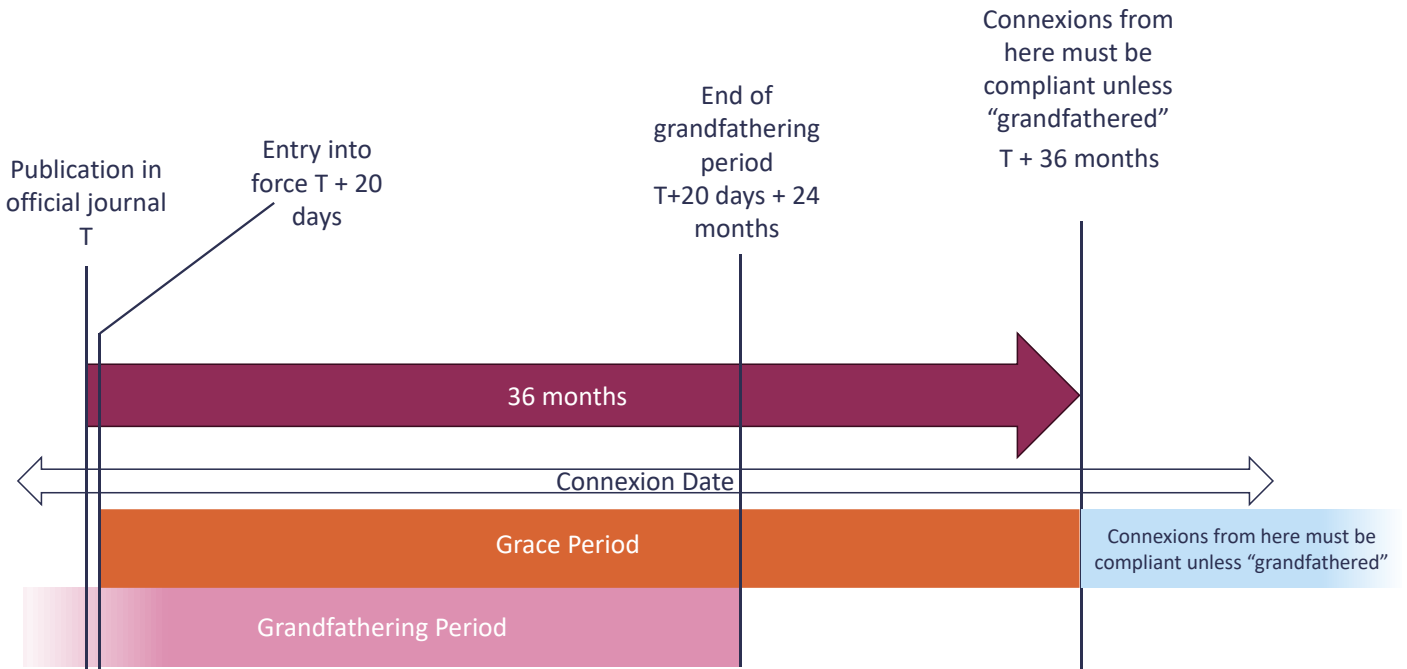 Publication in
official journal
T
Entry into
force T + 20
days
End of
grandfathering
period
T+20 days + 24
months
Connexions from
here must be
compliant unless
“grandfathered”
T + 36 months
36 months
Connexion Date
Grace Period
Connexions from here must be
compliant unless “grandfathered”
Grandfathering Period